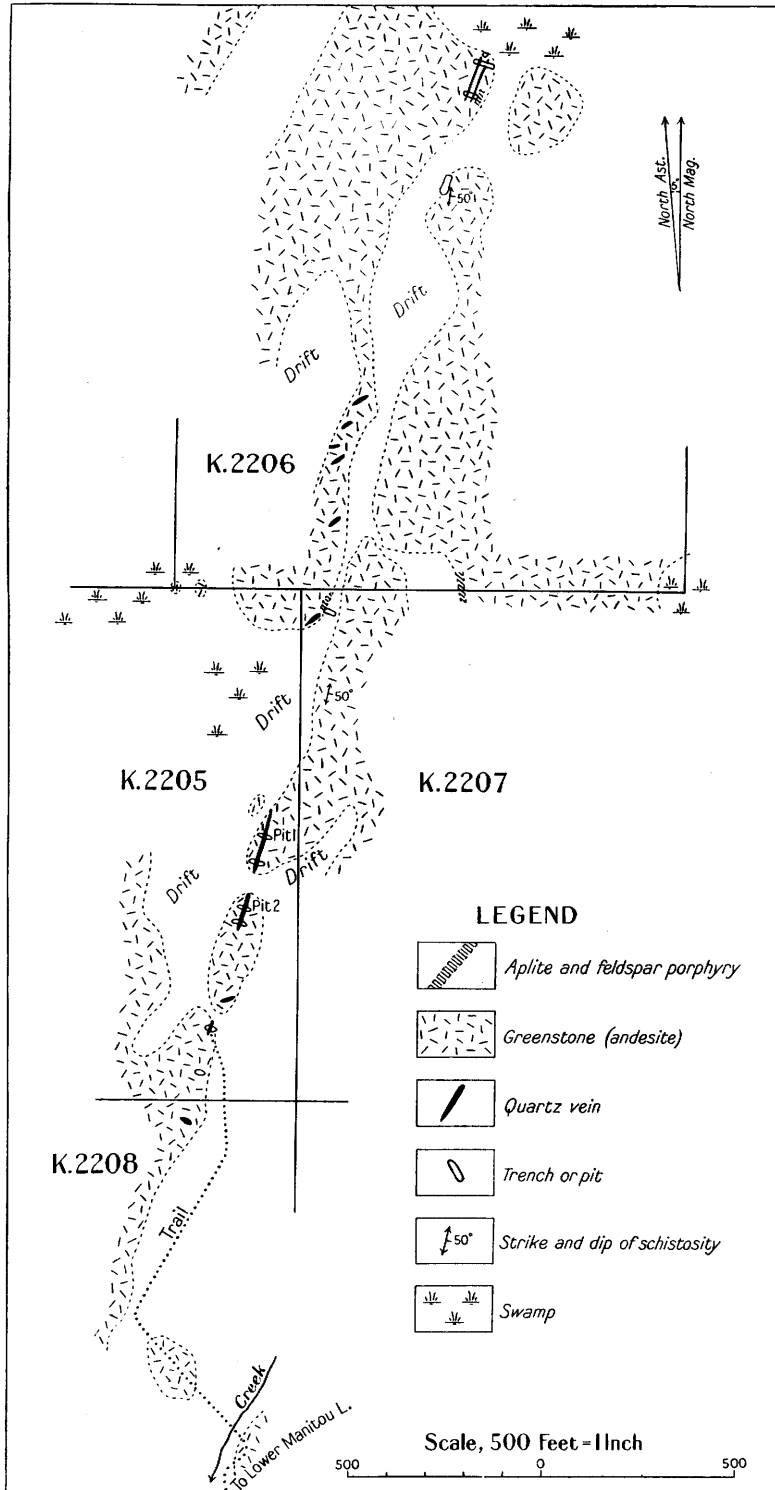 North Ast.
5°
North Mag.
50°
Drift
Drift
K.2206
50°
Drift
K.2205
K.2207
Pit 1
Drift
Drift
Pit 2
K.2208
Trail
Creek
To Lower Manitou L.
LEGEND
Aplite and feldspar porphyry
Greenstone (andesite)
Quartz vein
Trench or pit
50°
Strike and dip of schistosity
Swamp
Scale, 500 Feet = 1 Inch
500 0 500